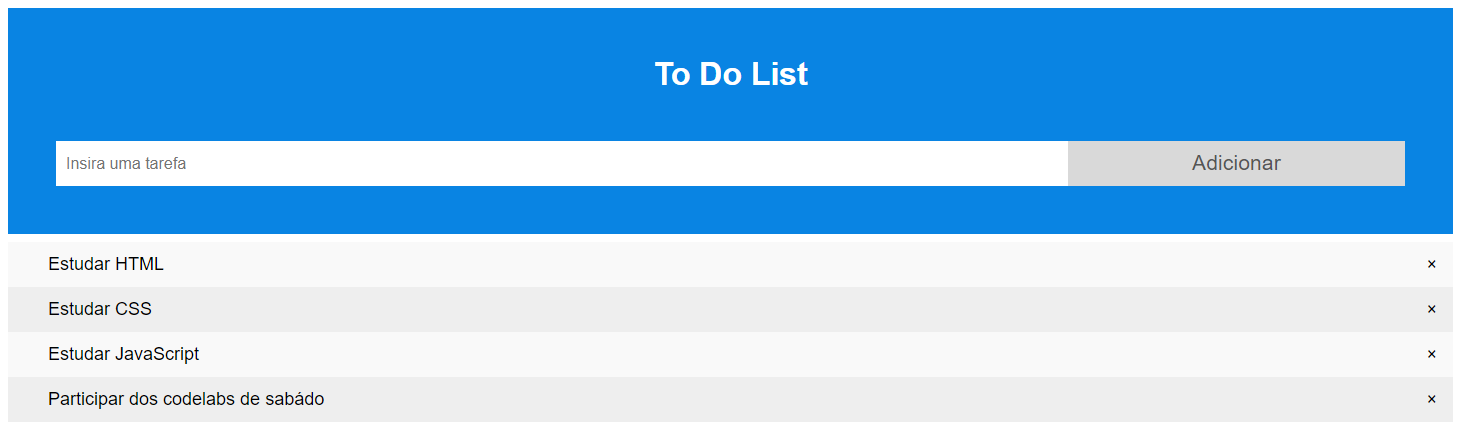 To Do List
Insira uma tarefa
Adicionar
Estudar HTML ×
Estudar CSS ×
Estudar JavaScript ×
Participar dos codelabs de sabádo ×